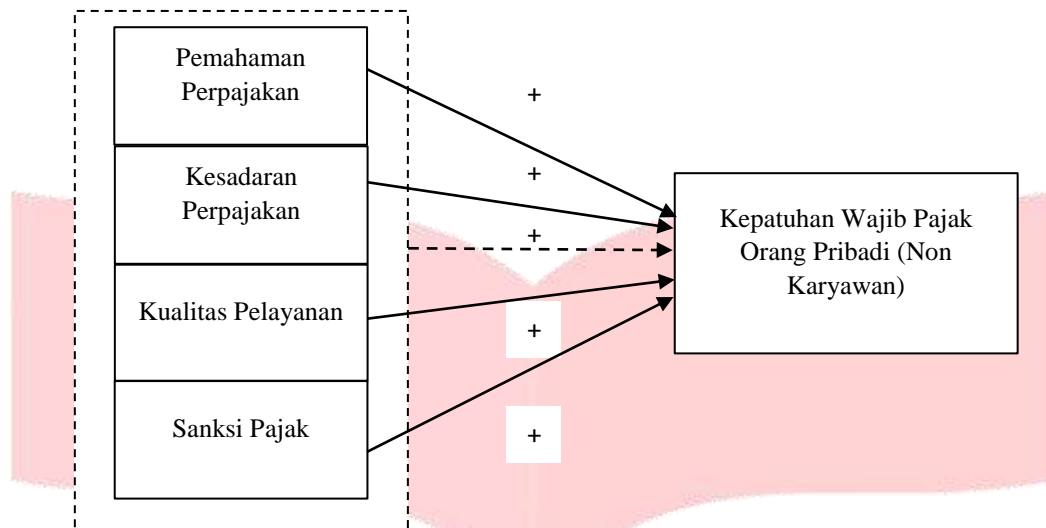 Pemahaman
Perpajakan
+
Kesadaran
Perpajakan
+
+
Kualitas Pelayanan
+
Sanksi Pajak
+
Kepatuhan Wajib Pajak
Orang Pribadi (Non
Karyawan)